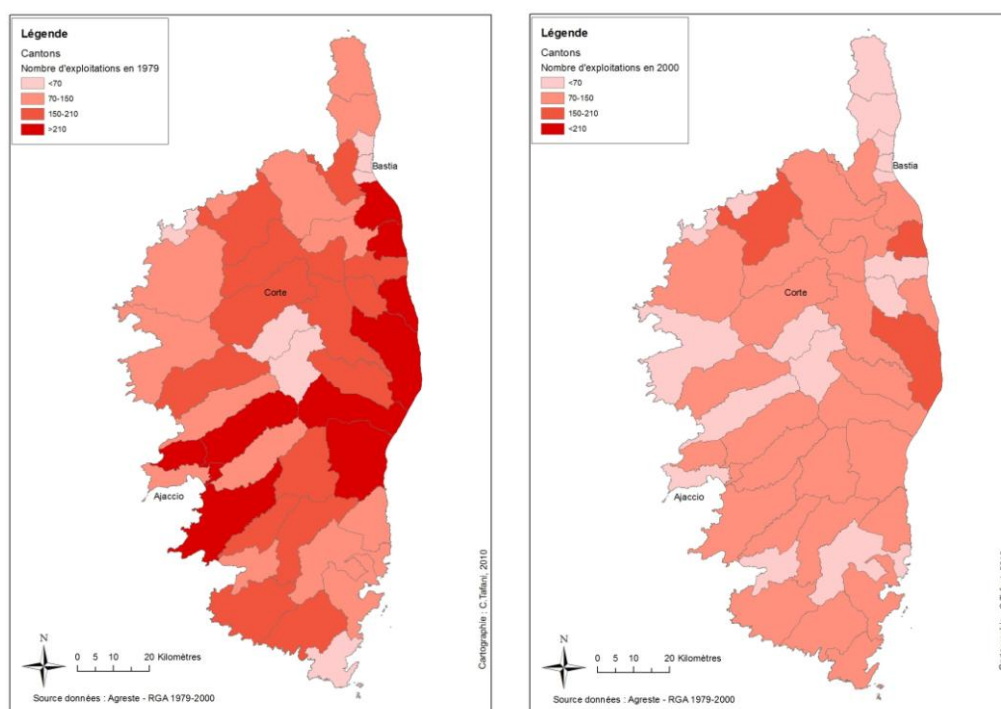 Légende
Cantons
Nombre d'exploitations en 1979
<70
70-150
150-210
>210
Bastia
Corte
Ajaccio
Cartographie : C.Tafani, 2010
N
0 5 10 20 Kilomètres
Source données : Agreste - RGA 1979-2000
Légende
Cantons
Nombre d'exploitations en 2000
<70
70-150
150-210
<210
Bastia
Corte
Ajaccio
N
0 5 10 20 Kilomètres
Source données : Agreste - RGA 1979-2000